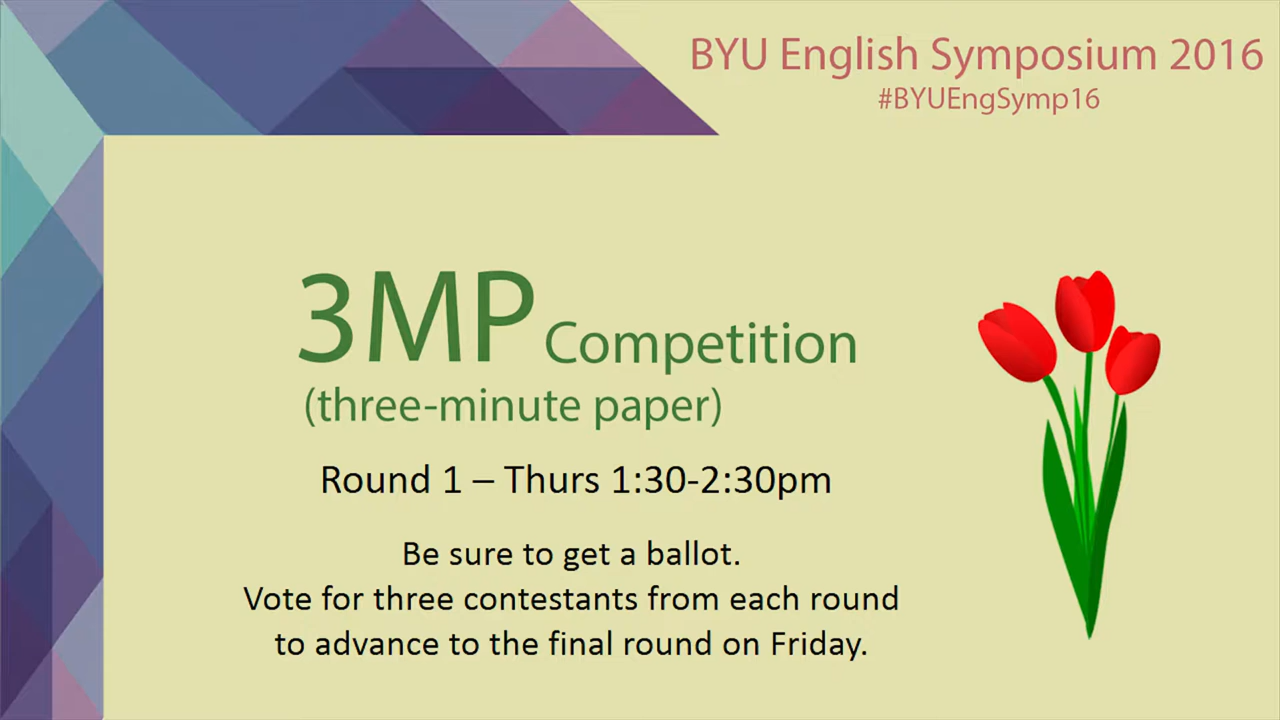 BYU English Symposium 2016
#BYUEngSymp16
3MP Competition
(three-minute paper)
Round 1 – Thurs 1:30-2:30pm
Be sure to get a ballot.
Vote for three contestants from each round
to advance to the final round on Friday.